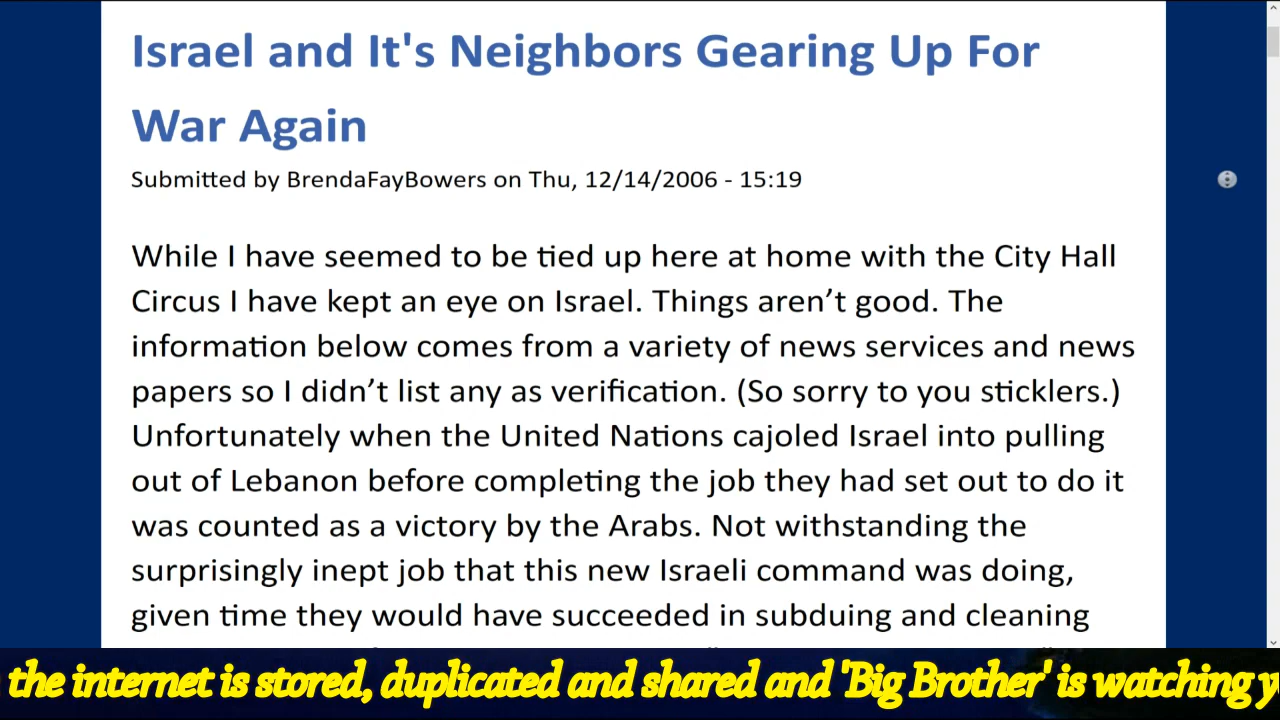 Israel and It's Neighbors Gearing Up For
War Again
Submitted by BrendaFayBowers on Thu, 12/14/2006 - 15:19
While I have seemed to be tied up here at home with the City Hall
Circus I have kept an eye on Israel. Things aren’t good. The
information below comes from a variety of news services and news
papers so I didn’t list any as verification. (So sorry to you sticklers.)
Unfortunately when the United Nations cajoled Israel into pulling
out of Lebanon before completing the job they had set out to do it
was counted as a victory by the Arabs. Not withstanding the
surprisingly inept job that this new Israeli command was doing,
given time they would have succeeded in subduing and cleaning
the internet is stored, duplicated and shared and 'Big Brother' is watching